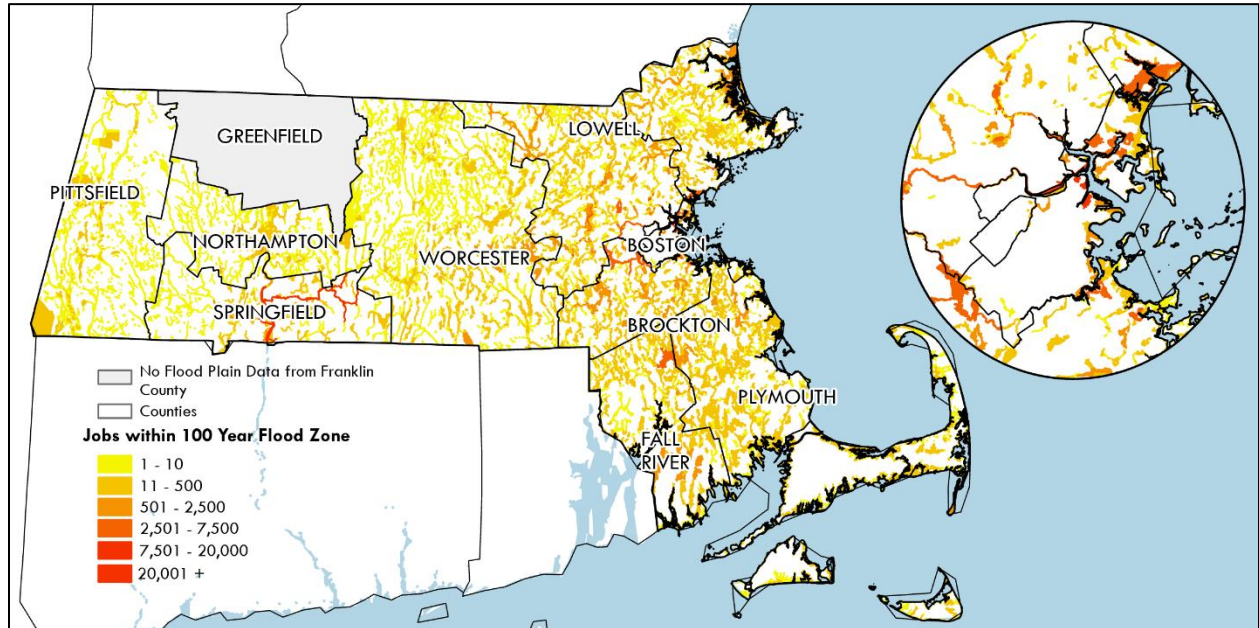 GREENFIELD
LOWELL
PITTSFIELD
NORTHAMPTON
BOSTON
WORCESTER
SPRINGFIELD
BROCKTON
PLYMOUTH
FALL
RIVER
No Flood Plain Data from Franklin
County
Counties
Jobs within 100 Year Flood Zone
1 - 10
11 - 500
501 - 2,500
2,501 - 7,500
7,501 - 20,000
20,001 +